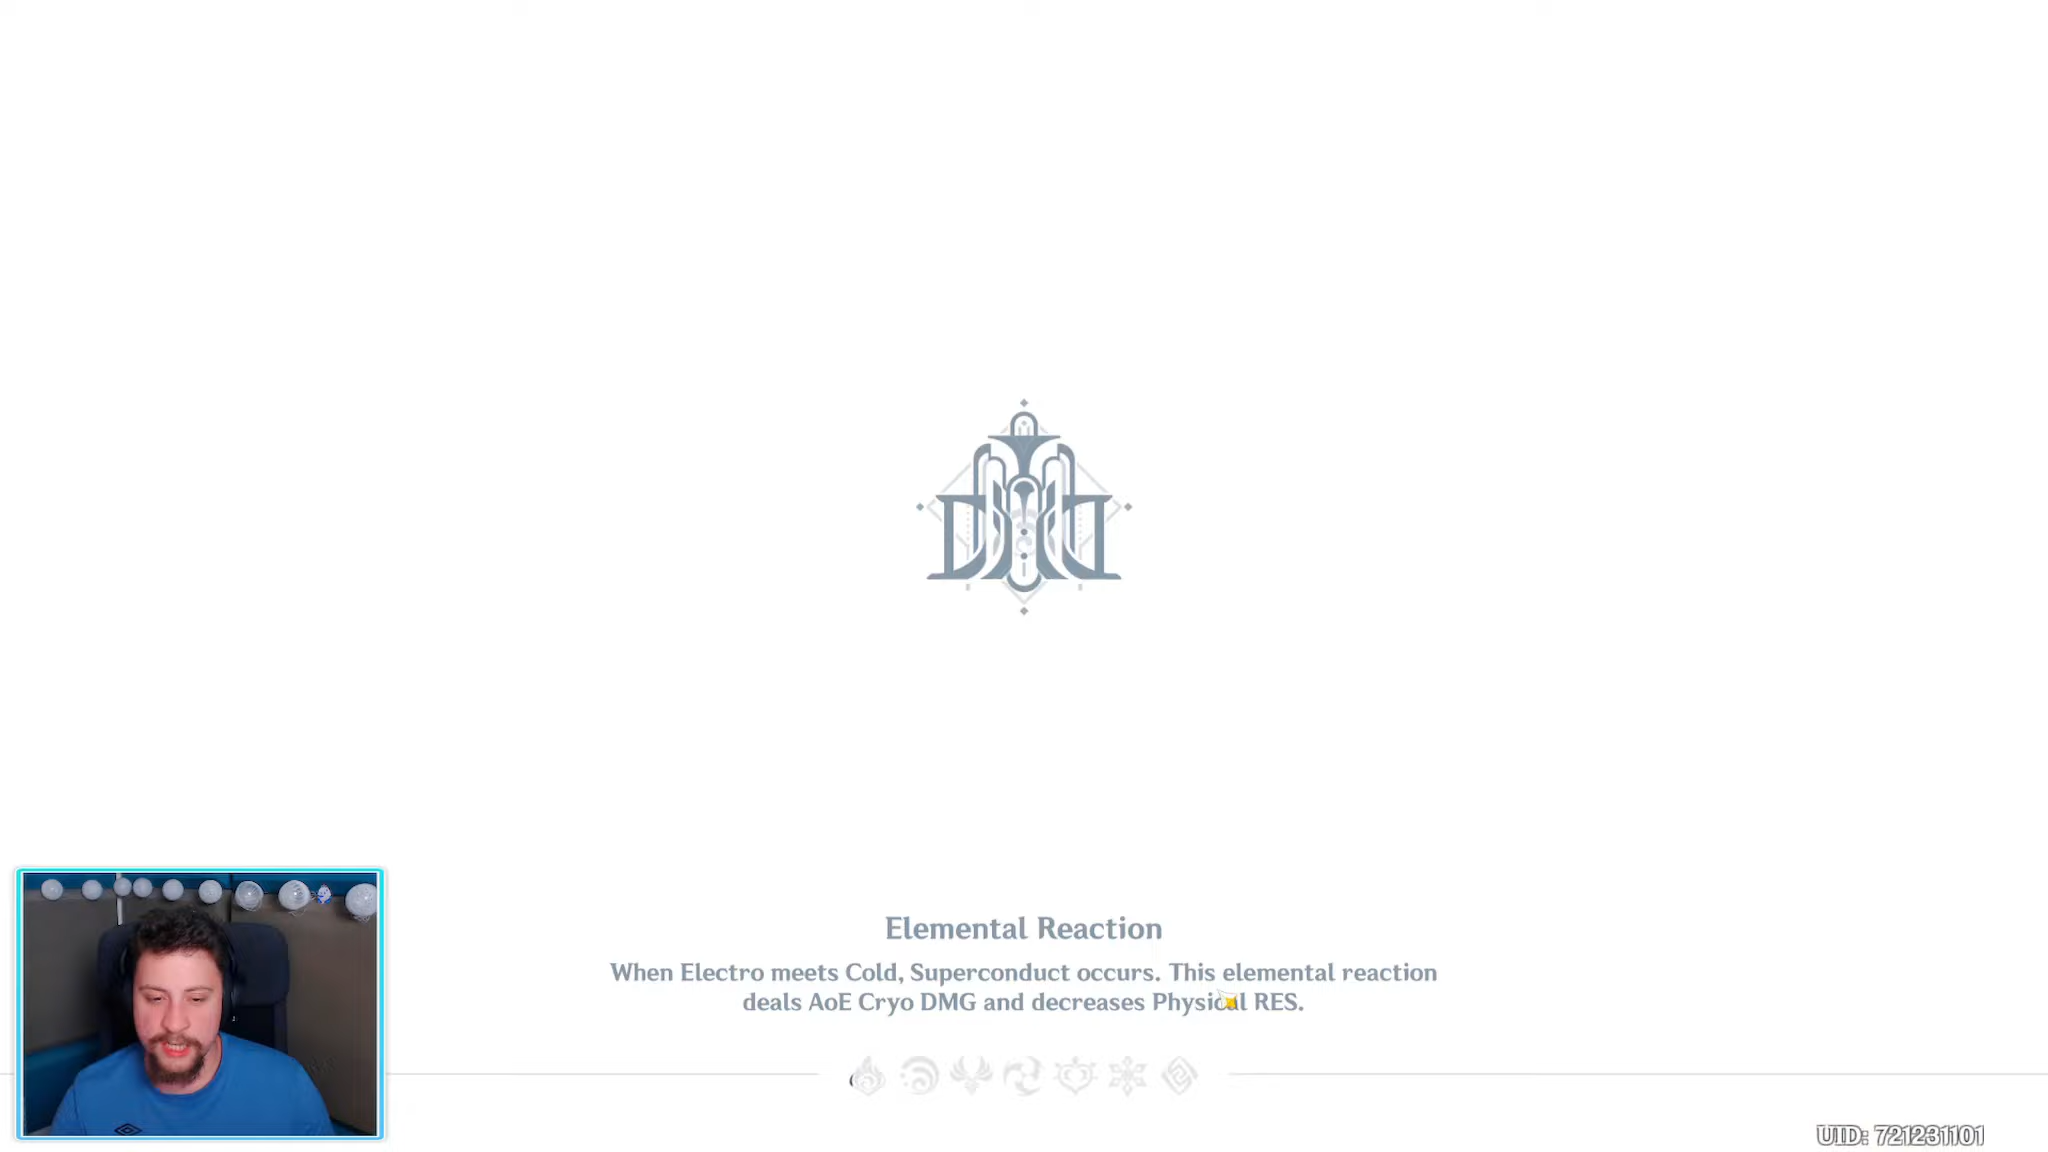 Elemental Reaction
When Electro meets Cold, Superconduct occurs. This elemental reaction
deals AoE Cryo DMG and decreases Physical RES.
UID: 721231101